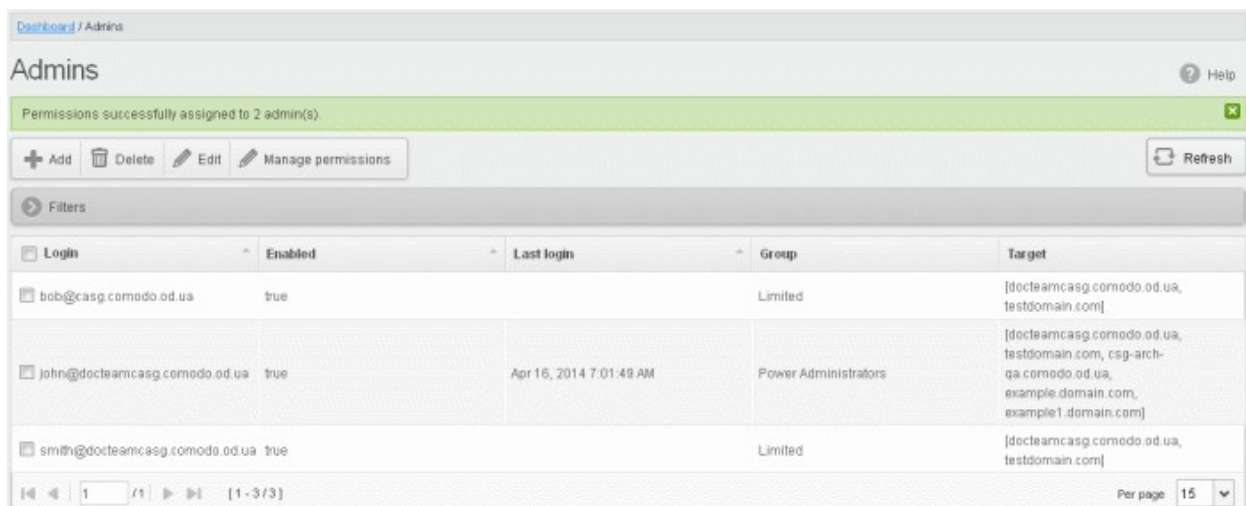 Dashboard / Admins
Admins
Help
Permissions successfully assigned to 2 admin(s)
Add Delete Edit Manage permissions
Refresh
Filters
Login Enabled Last login Group Target
bob@casg.comodo.od.ua true Limited [docteamcasg.comodo.od.ua,
testdomain.com]
[docteamcasg.comodo.od.ua,
testdomain.com, csg-arch-
john@docteamcasg.comodo.od.ua true Apr 16, 2014 7:01:49 AM Power Administrators qa.comodo.od.ua,
example.domain.com,
example1.domain.com]
smith@docteamcasg.comodo.od.ua true Limited [docteamcasg.comodo.od.ua,
testdomain.com]
1 /1 [1 - 3 / 3] Per page 15